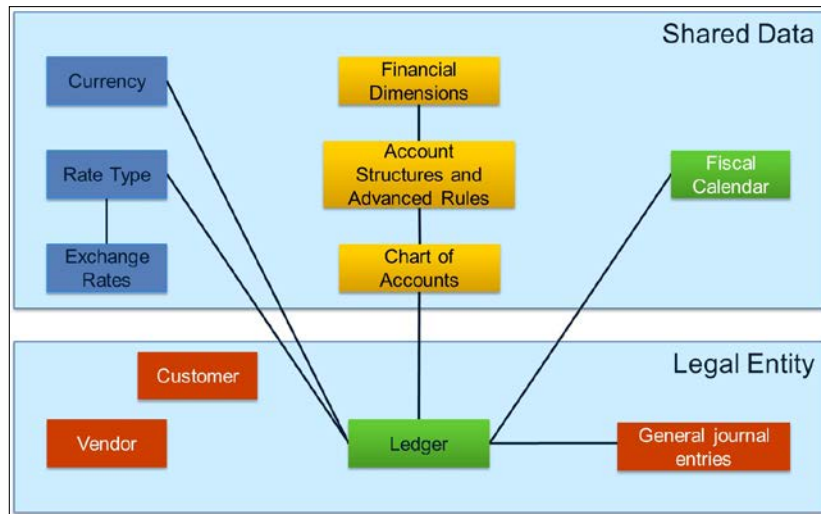 Shared Data
Currency
Financial
Dimensions
Rate Type
Account
Structures and
Advanced Rules
Fiscal
Calendar
Exchange
Rates
Chart of
Accounts
Legal Entity
Customer
Vendor
Ledger
General journal
entries